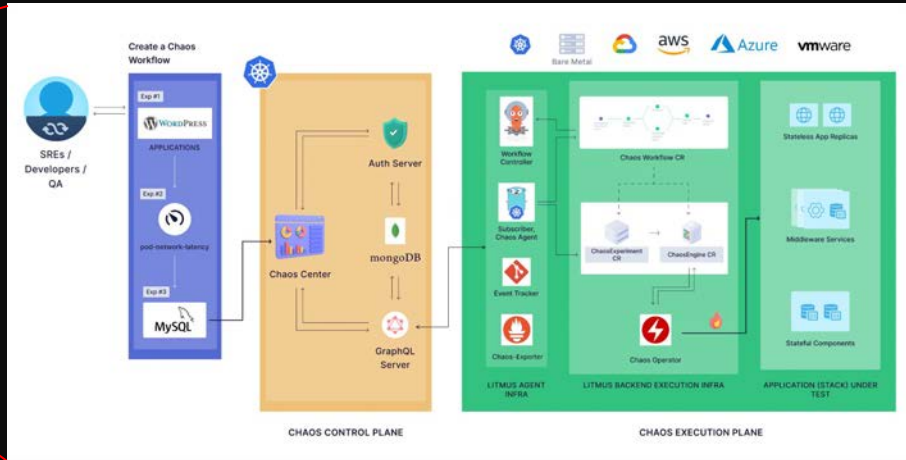 Create a Chaos
Workflow
SREs /
Developers /
QA
Exp #1
WORDPRESS
APPLICATIONS
Exp #2
pod-network-latency
Exp #3
MySQL
Chaos Center
Auth Server
mongoDB
GraphQL
Server
CHAOS CONTROL PLANE
Bare Metal
aws
Azure
vmware
Workflow
Controller
Subscriber,
Chaos Agent
Event Tracker
Chaos-Exporter
LITMUS AGENT
INFRA
Chaos Workflow CR
ChaosExperiment
CR
ChaosEngine CR
Chaos Operator
LITMUS BACKEND EXECUTION INFRA
Stateless App Replicas
Middleware Services
Stateful Components
APPLICATION (STACK) UNDER
TEST
CHAOS EXECUTION PLANE